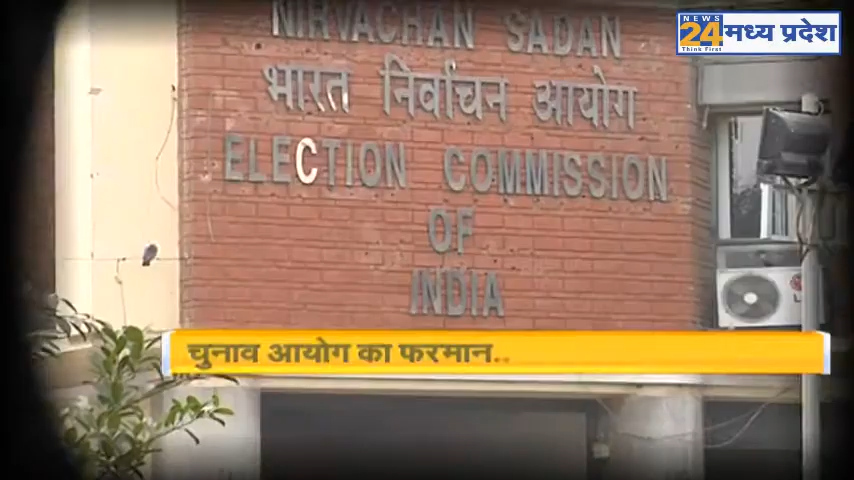 NIRVACHAN SADAN
भारत निर्वाचन आयोग
ELECTION COMMISSION
OF
INDIA
NEWS
24
Think First
मध्य प्रदेश
चुनाव आयोग का फरमान..